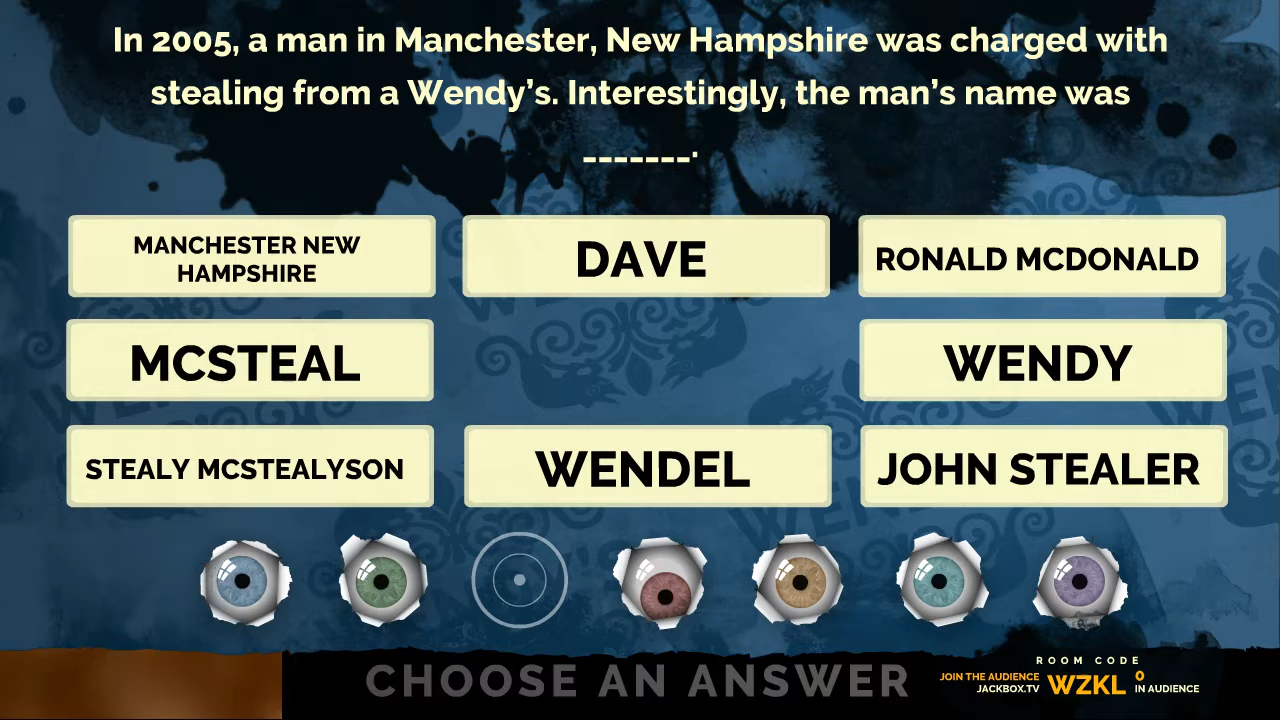 In 2005, a man in Manchester, New Hampshire was charged with
stealing from a Wendy's. Interestingly, the man's name was
_______.
MANCHESTER NEW
HAMPSHIRE
DAVE
RONALD MCDONALD
MCSTEAL
WENDY
STEALY MCSTEALYSON
WENDEL
JOHN STEALER
CHOOSE AN ANSWER
ROOM CODE
JOIN THE AUDIENCE
JACKBOX.TV
WZKL
0
IN AUDIENCE